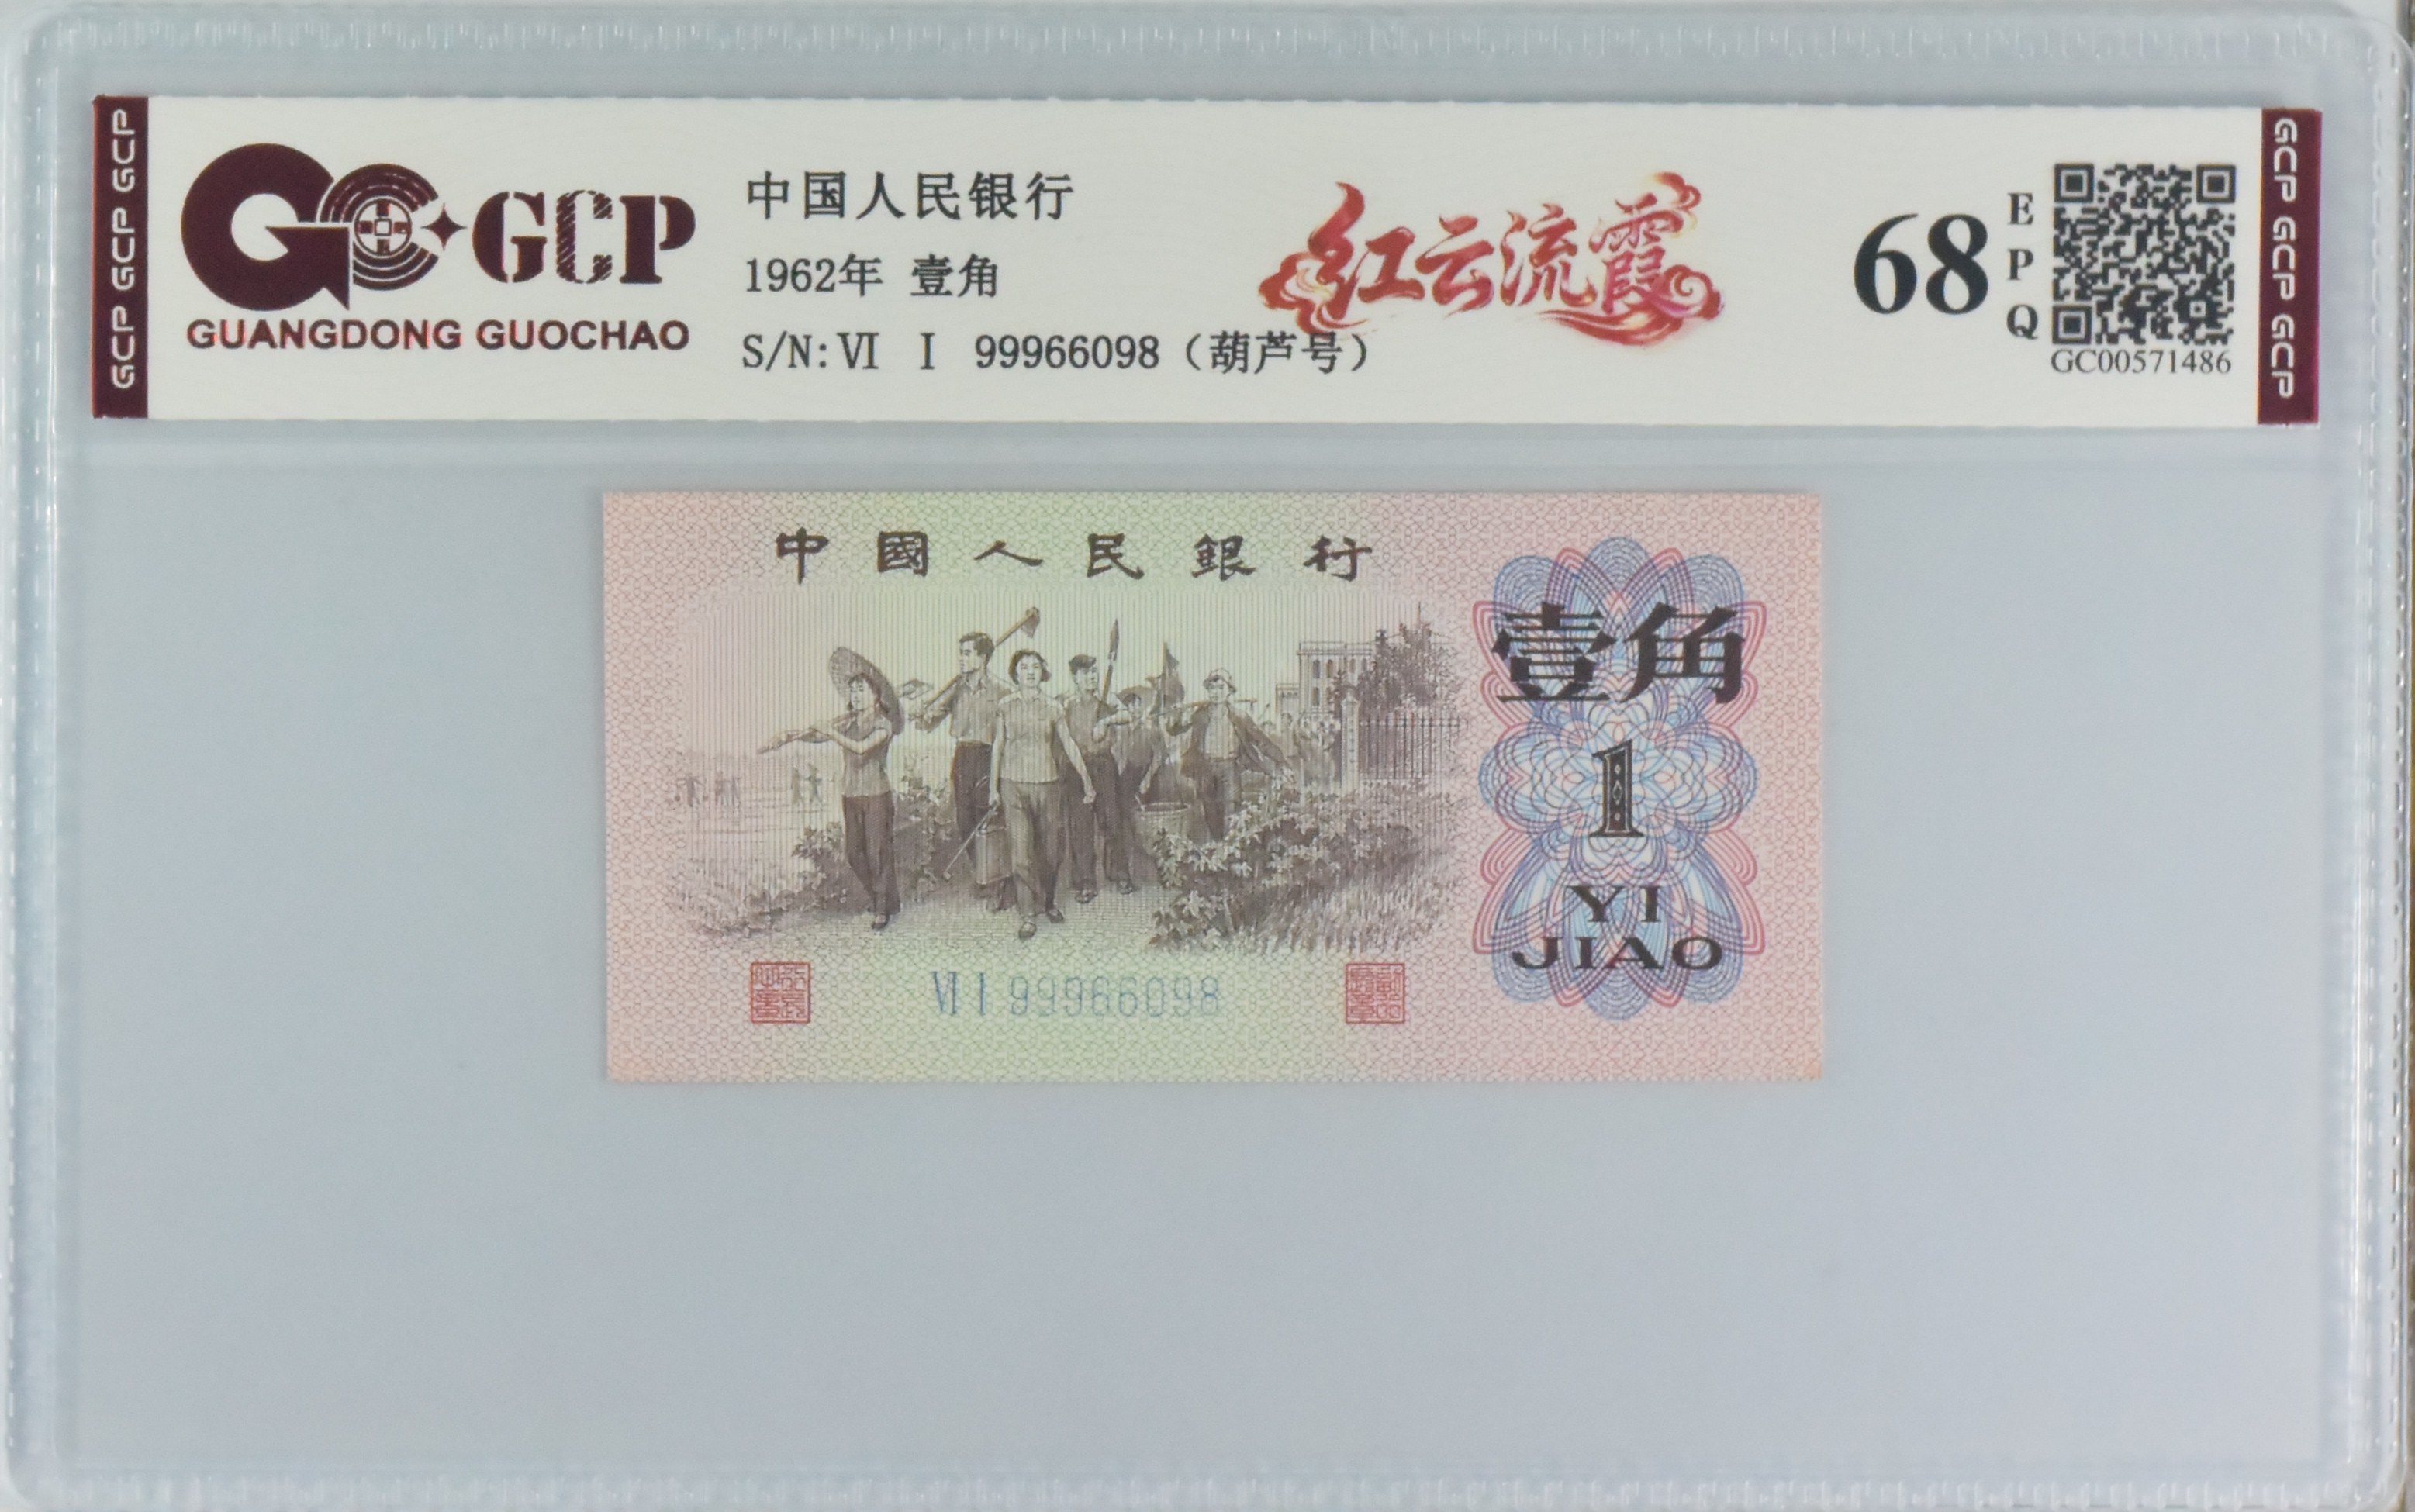 GCP GCP GCP
GCP
GUANGDONG GUOCHAO
中国人民银行
1962年 壹角
S/N: VI I 99966098（葫芦号）
红云流霞
68
EPQ
GC00571486
GCP GCP GCP
中國人民銀行
壹角
1
YI
JIAO
VI I 99966098